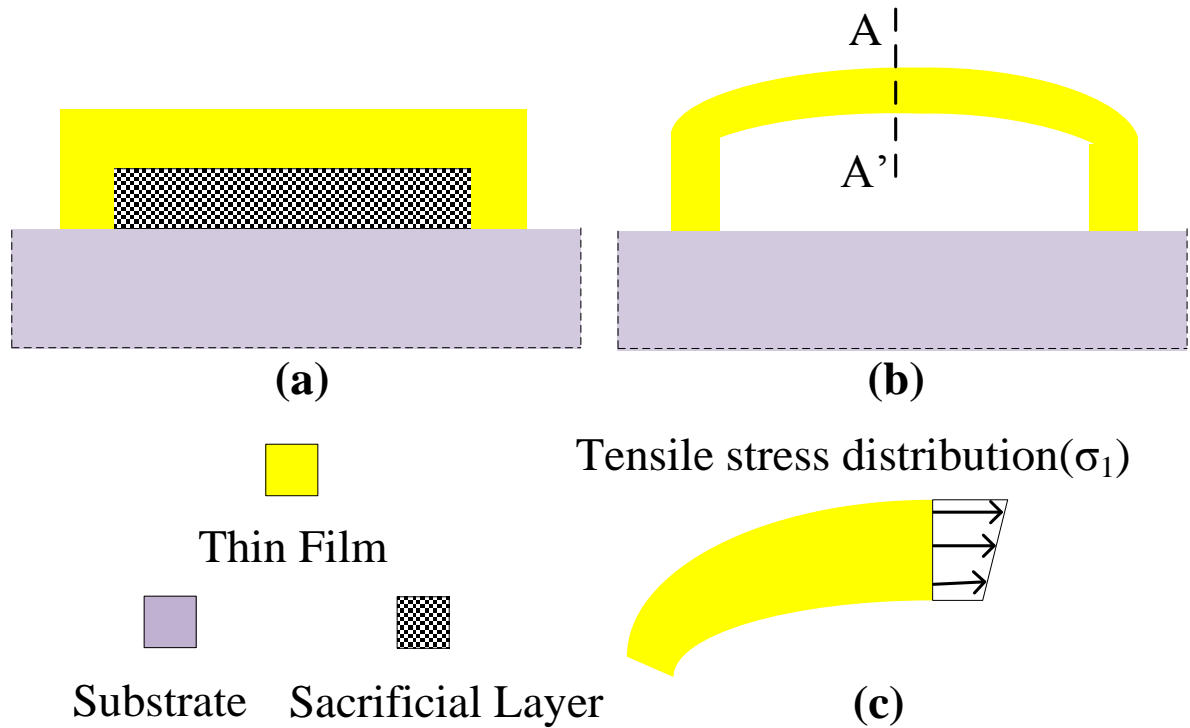 A
A’
(a)
(b)
Tensile stress distribution(σ₁)
Thin Film
Substrate
Sacrificial Layer
(c)